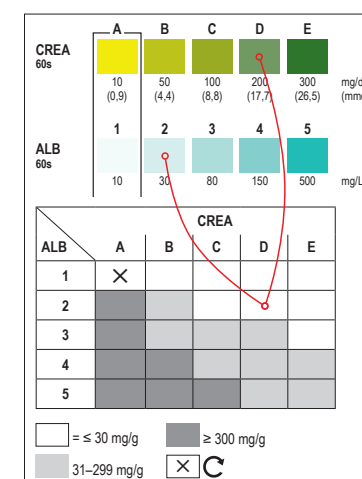 A B C D E
CREA
60s
10 50 100 200 300 mg/d
(0,9) (4,4) (8,8) (17,7) (26,5) (mm
1 2 3 4 5
ALB
60s
10 30 80 150 500 mg/L
CREA
ALB A B C D E
1
2
3
4
5
= ≤ 30 mg/g ≥ 300 mg/g
31–299 mg/g